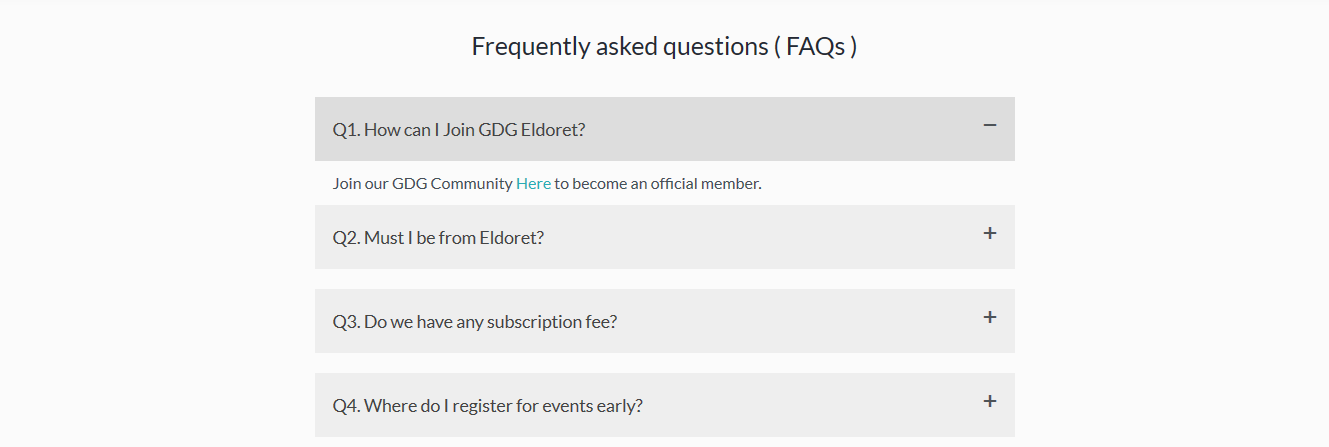 Frequently asked questions ( FAQs )
Q1. How can I Join GDG Eldoret?
Join our GDG Community Here to become an official member.
Q2. Must I be from Eldoret?
Q3. Do we have any subscription fee?
Q4. Where do I register for events early?